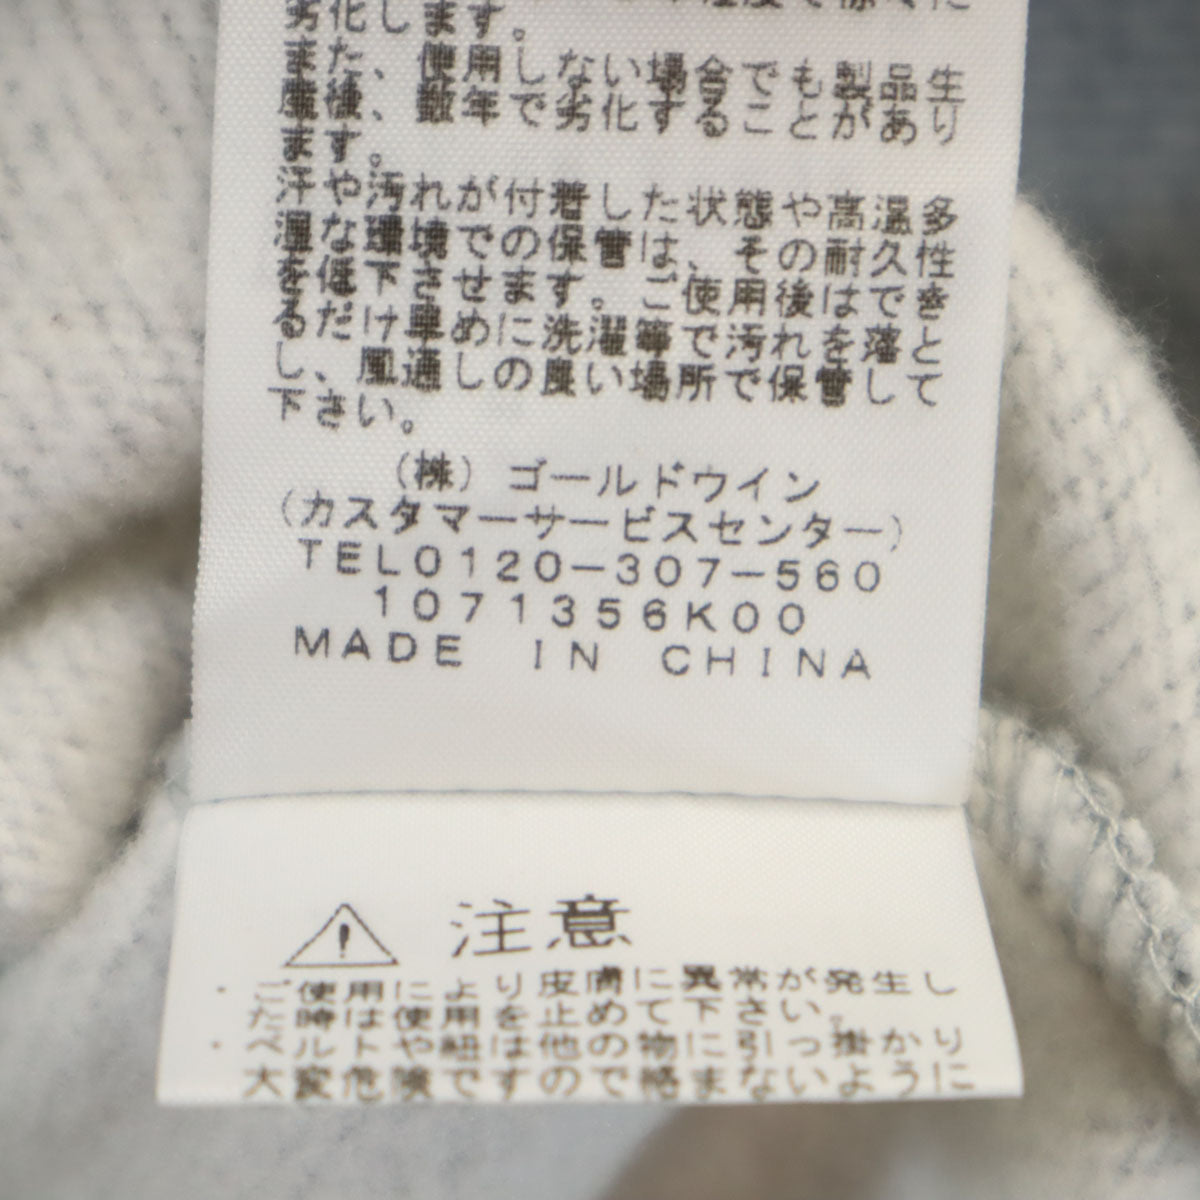 劣化します。
また、使用しない場合でも製品生
産後、数年で劣化することがあり
ます。
汗や汚れが付着した状態や高温多
湿な環境での保管は、その耐久性
を低下させます。ご使用後はでき
るだけ早めに洗濯等で汚れを落と
し、風通しの良い場所で保管して
下さい。
(株)ゴールドウイン
(カスタマーサービスセンター)
TEL0120-307-560
1071356K00
MADE IN CHINA
注意
・ご使用により皮膚に異常が発生し
た時は使用を止めて下さい。
・ベルトや紐は他の物に引っ掛かり
大変危険ですので絡まないように